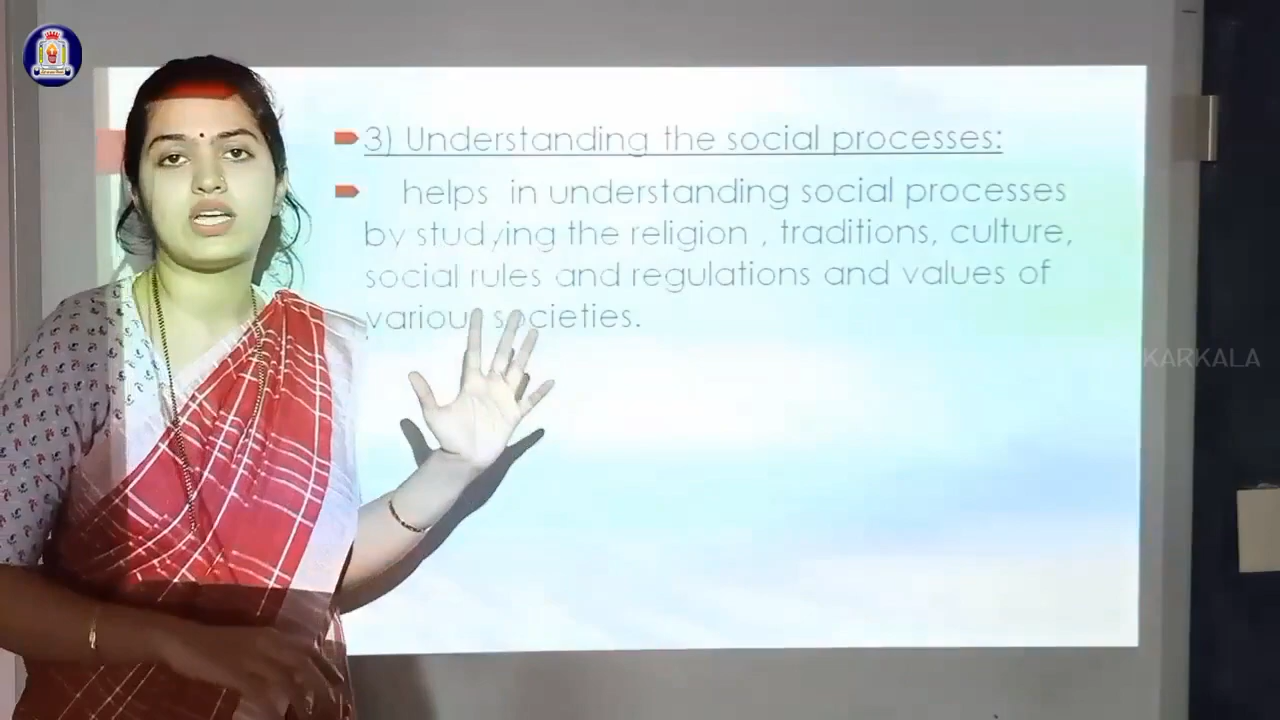 3) Understanding the social processes:
helps in understanding social processes
by studying the religion , traditions, culture,
social rules and regulations and values of
various societies.
KARKALA